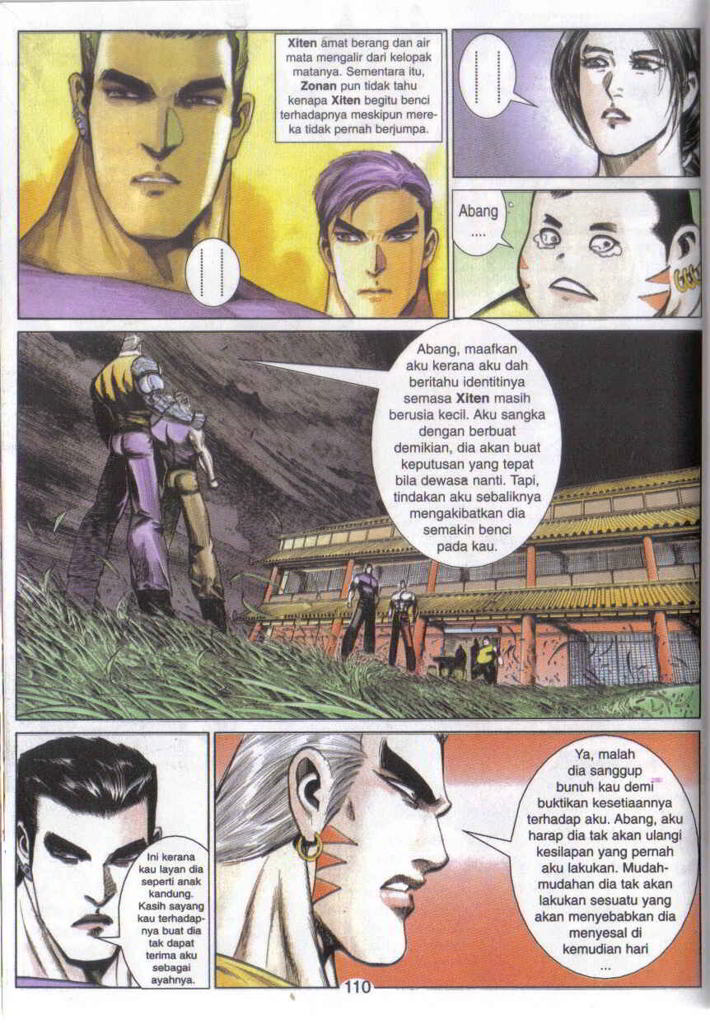 Xiten amat berang dan air
mata mengalir dari kelopak
matanya. Sementara itu,
Zonan pun tidak tahu
kenapa Xiten begitu benci
terhadapnya meskipun mere-
ka tidak pernah berjumpa.
Abang
....
Abang, maafkan
aku kerana aku dah
beritahu identitinya
semasa Xiten masih
berusia kecil. Aku sangka
dengan berbuat
demikian, dia akan buat
keputusan yang tepat
bila dewasa nanti. Tapi,
tindakan aku sebaliknya
mengakibatkan dia
semakin benci
pada kau.
Ini kerana
kau layan dia
seperti anak
kandung.
Kasih sayang
kau terhadap-
nya buat dia
tak dapat
terima aku
sebagai
ayahnya.
Ya, malah
dia sanggup
bunuh kau demi
buktikan kesetiaannya
terhadap aku. Abang, aku
harap dia tak akan ulangi
kesilapan yang pernah
aku lakukan. Mudah-
mudahan dia tak akan
lakukan sesuatu yang
akan menyebabkan dia
menyesal di
kemudian hari
...
110